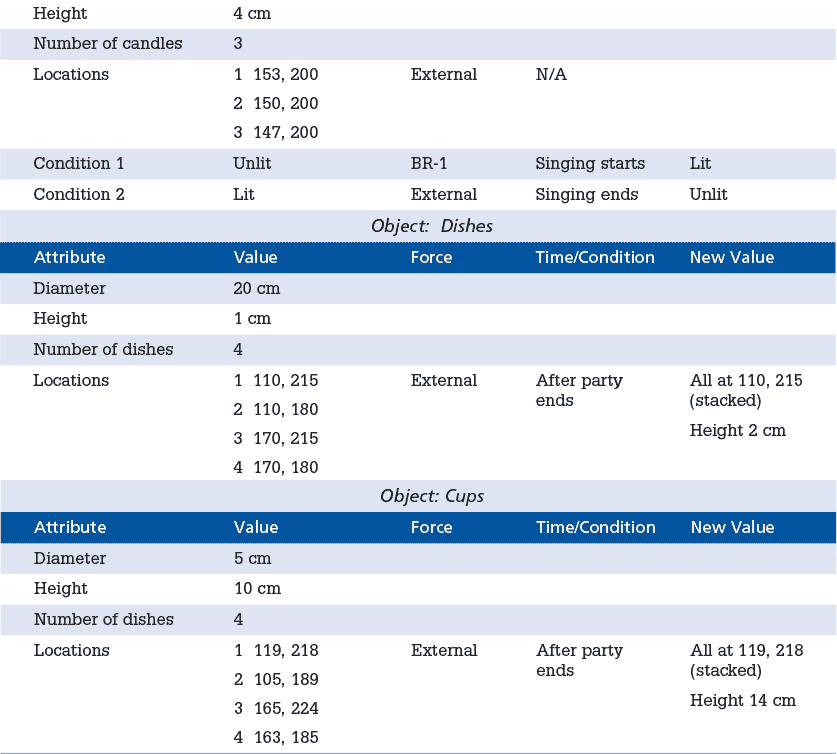 Height 4 cm
Number of candles 3
Locations 1 153, 200 External N/A
2 150, 200
3 147, 200
Condition 1 Unlit BR-1 Singing starts Lit
Condition 2 Lit External Singing ends Unlit
Object: Dishes
Attribute Value Force Time/Condition New Value
Diameter 20 cm
Height 1 cm
Number of dishes 4
Locations 1 110, 215 External After party ends All at 110, 215 (stacked)
2 110, 180
3 170, 215 Height 2 cm
4 170, 180
Object: Cups
Attribute Value Force Time/Condition New Value
Diameter 5 cm
Height 10 cm
Number of dishes 4
Locations 1 119, 218 External After party ends All at 119, 218 (stacked)
2 105, 189
3 165, 224 Height 14 cm
4 163, 185